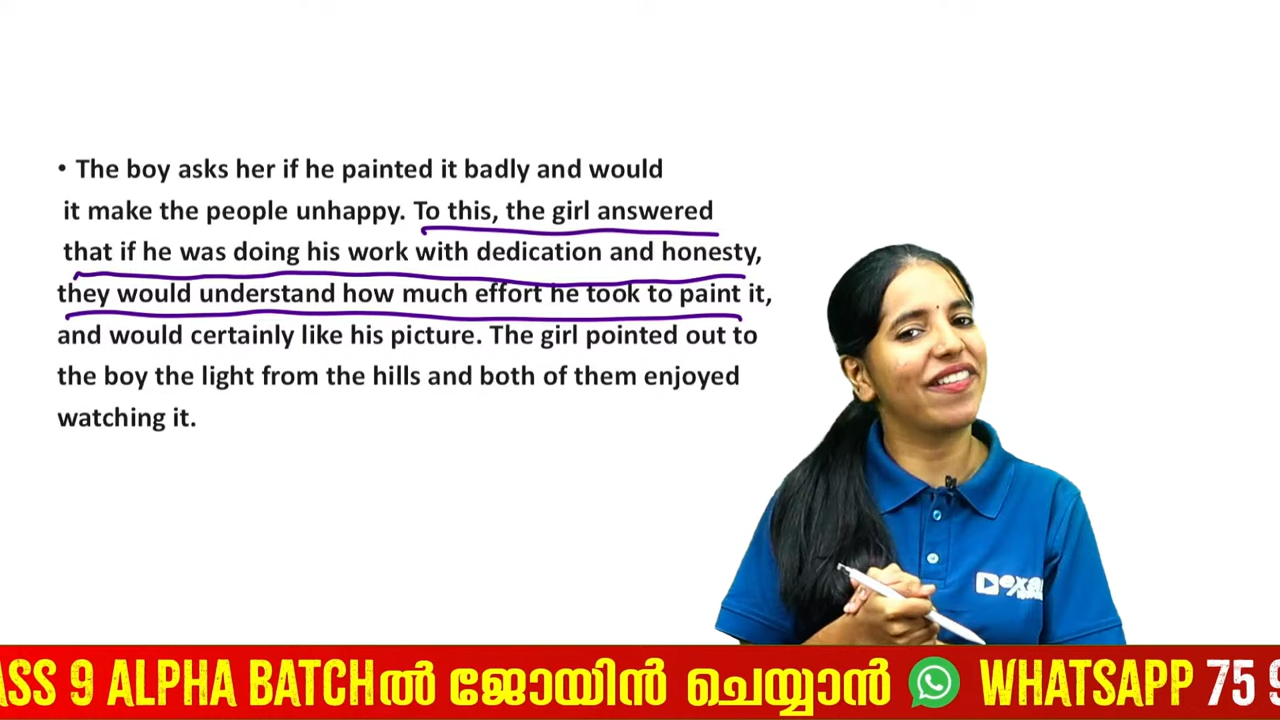 • The boy asks her if he painted it badly and would
it make the people unhappy. To this, the girl answered
that if he was doing his work with dedication and honesty,
they would understand how much effort he took to paint it,
and would certainly like his picture. The girl pointed out to
the boy the light from the hills and both of them enjoyed
watching it.
ASS 9 ALPHA BATCHൽ ജോയിൻ ചെയ്യാൻ WHATSAPP 75 9